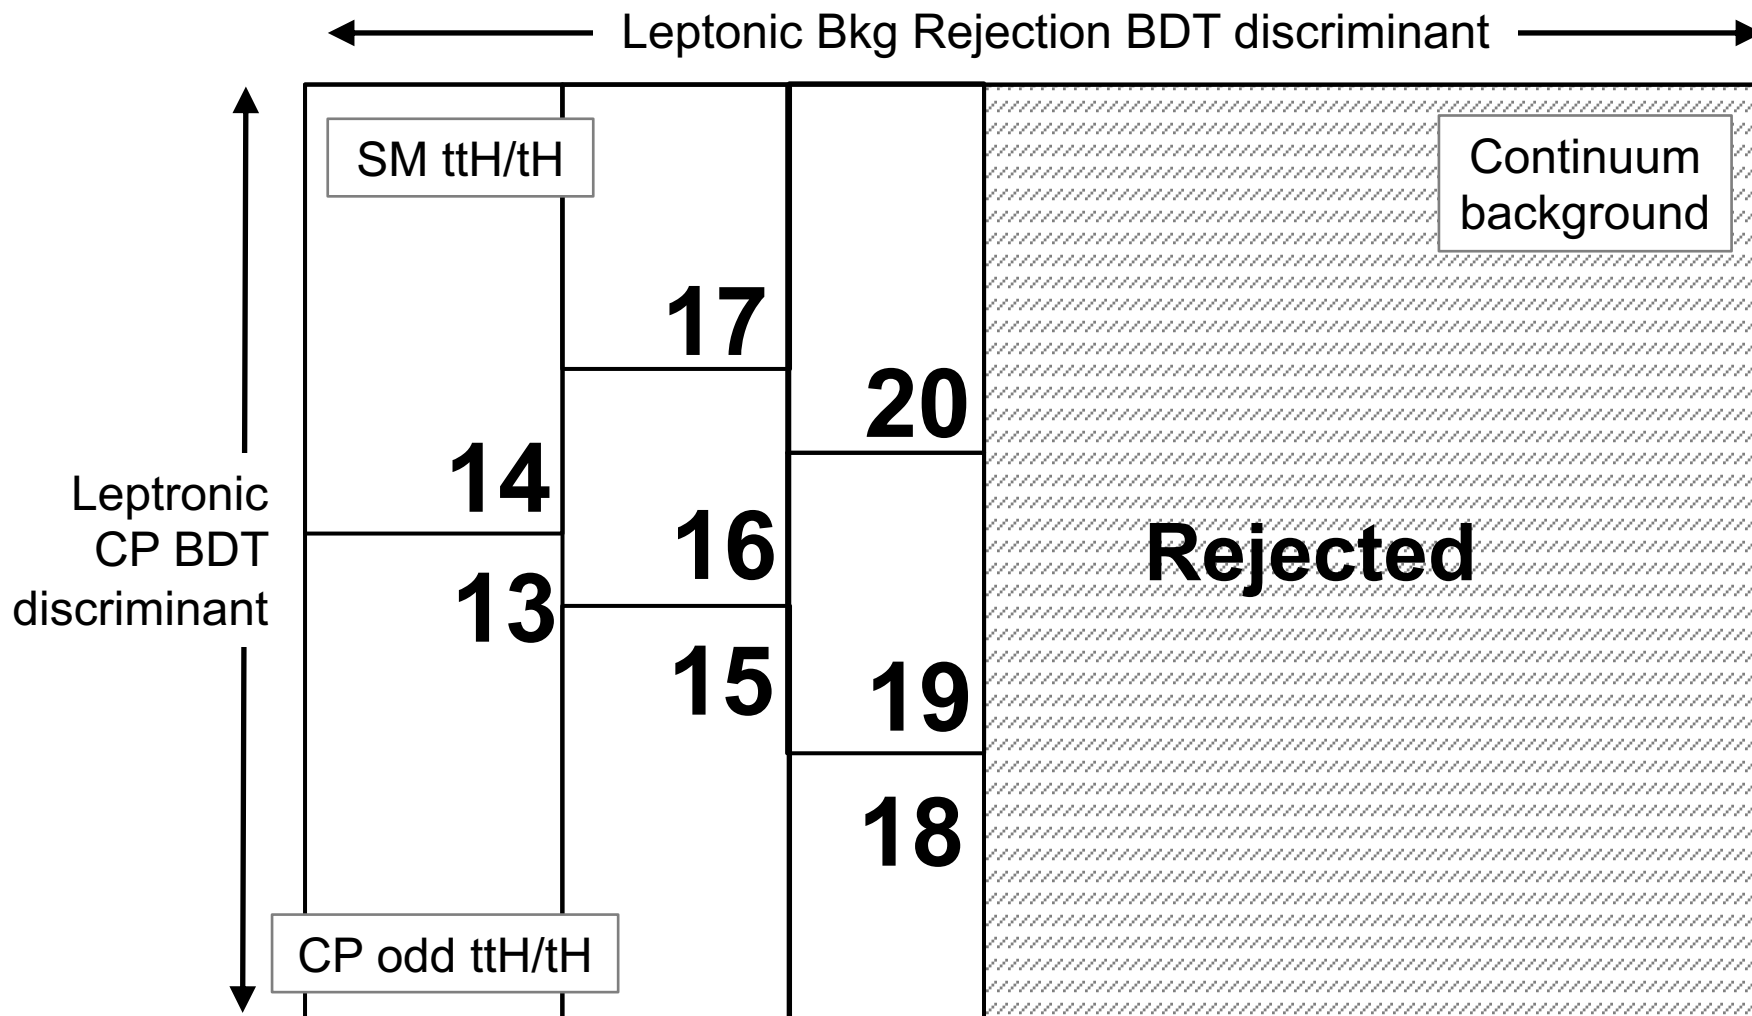 Leptonic Bkg Rejection BDT discriminant
SM ttH/tH
Continuum
background
17
20
14
Leptronic
CP BDT
discriminant
16
Rejected
13
15
19
18
CP odd ttH/tH